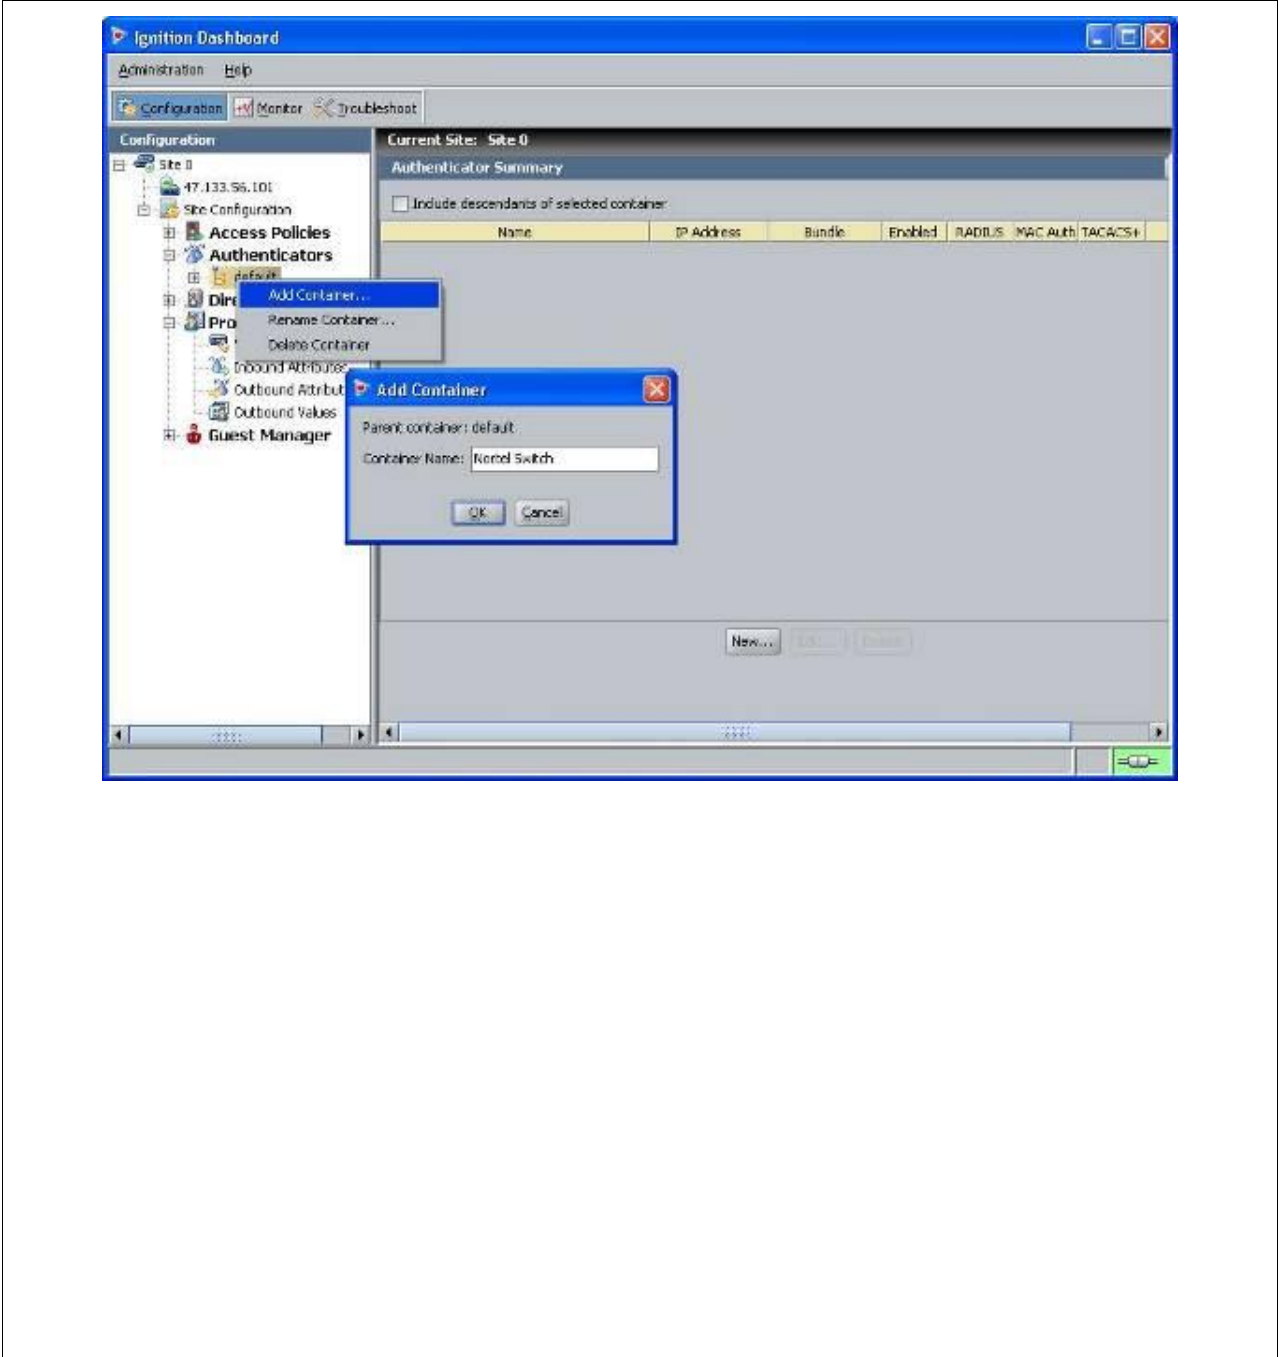 Ignition Dashboard
Administration Help
Configuration Monitor Troubleshoot
Configuration
Site 0
47.133.56.101
Site Configuration
Access Policies
Authenticators
default
Dire
Pro
Inbound Attributes
Outbound Attribut
Outbound Values
Guest Manager
Add Container...
Rename Container...
Delete Container
Current Site: Site 0
Authenticator Summary
Include descendants of selected container
Name IP Address Bundle Enabled RADIUS MAC Auth TACACS+
Add Container
Parent container: default
Container Name: Nortel Switch
OK Cancel
New...